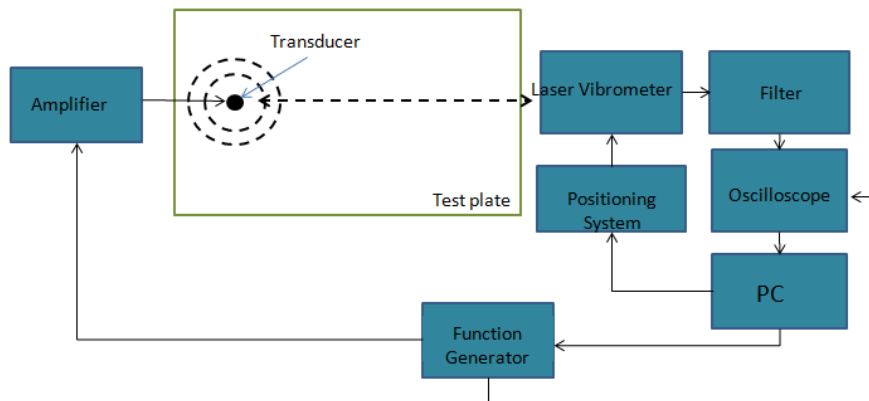 Transducer
Amplifier
Laser Vibrometer
Filter
Test plate
Positioning
System
Oscilloscope
PC
Function
Generator